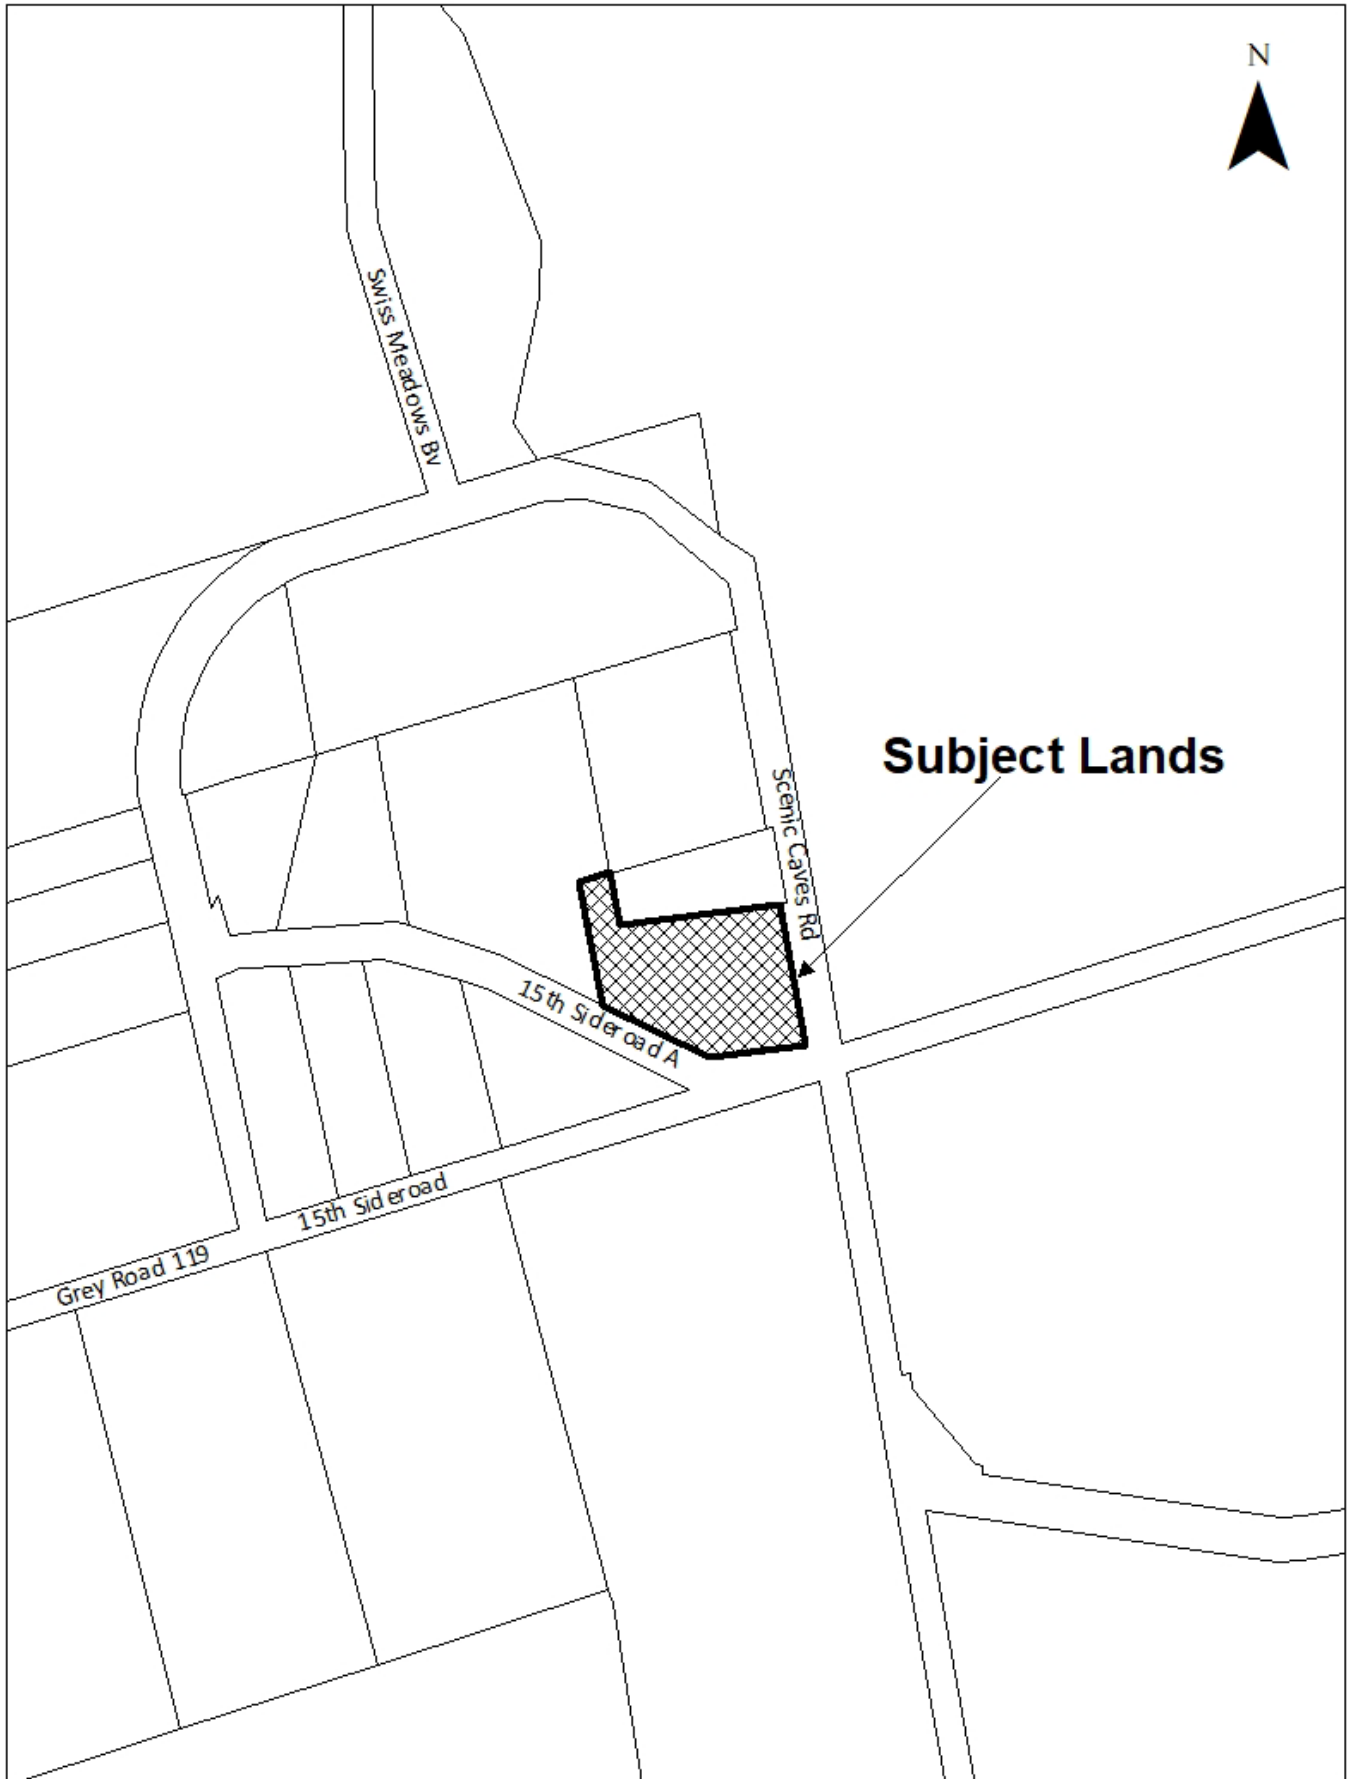 N
Swiss Meadows Bv
Subject Lands
Scenic Caves Rd
15th Sideroad A
15th Sideroad
Grey Road 119